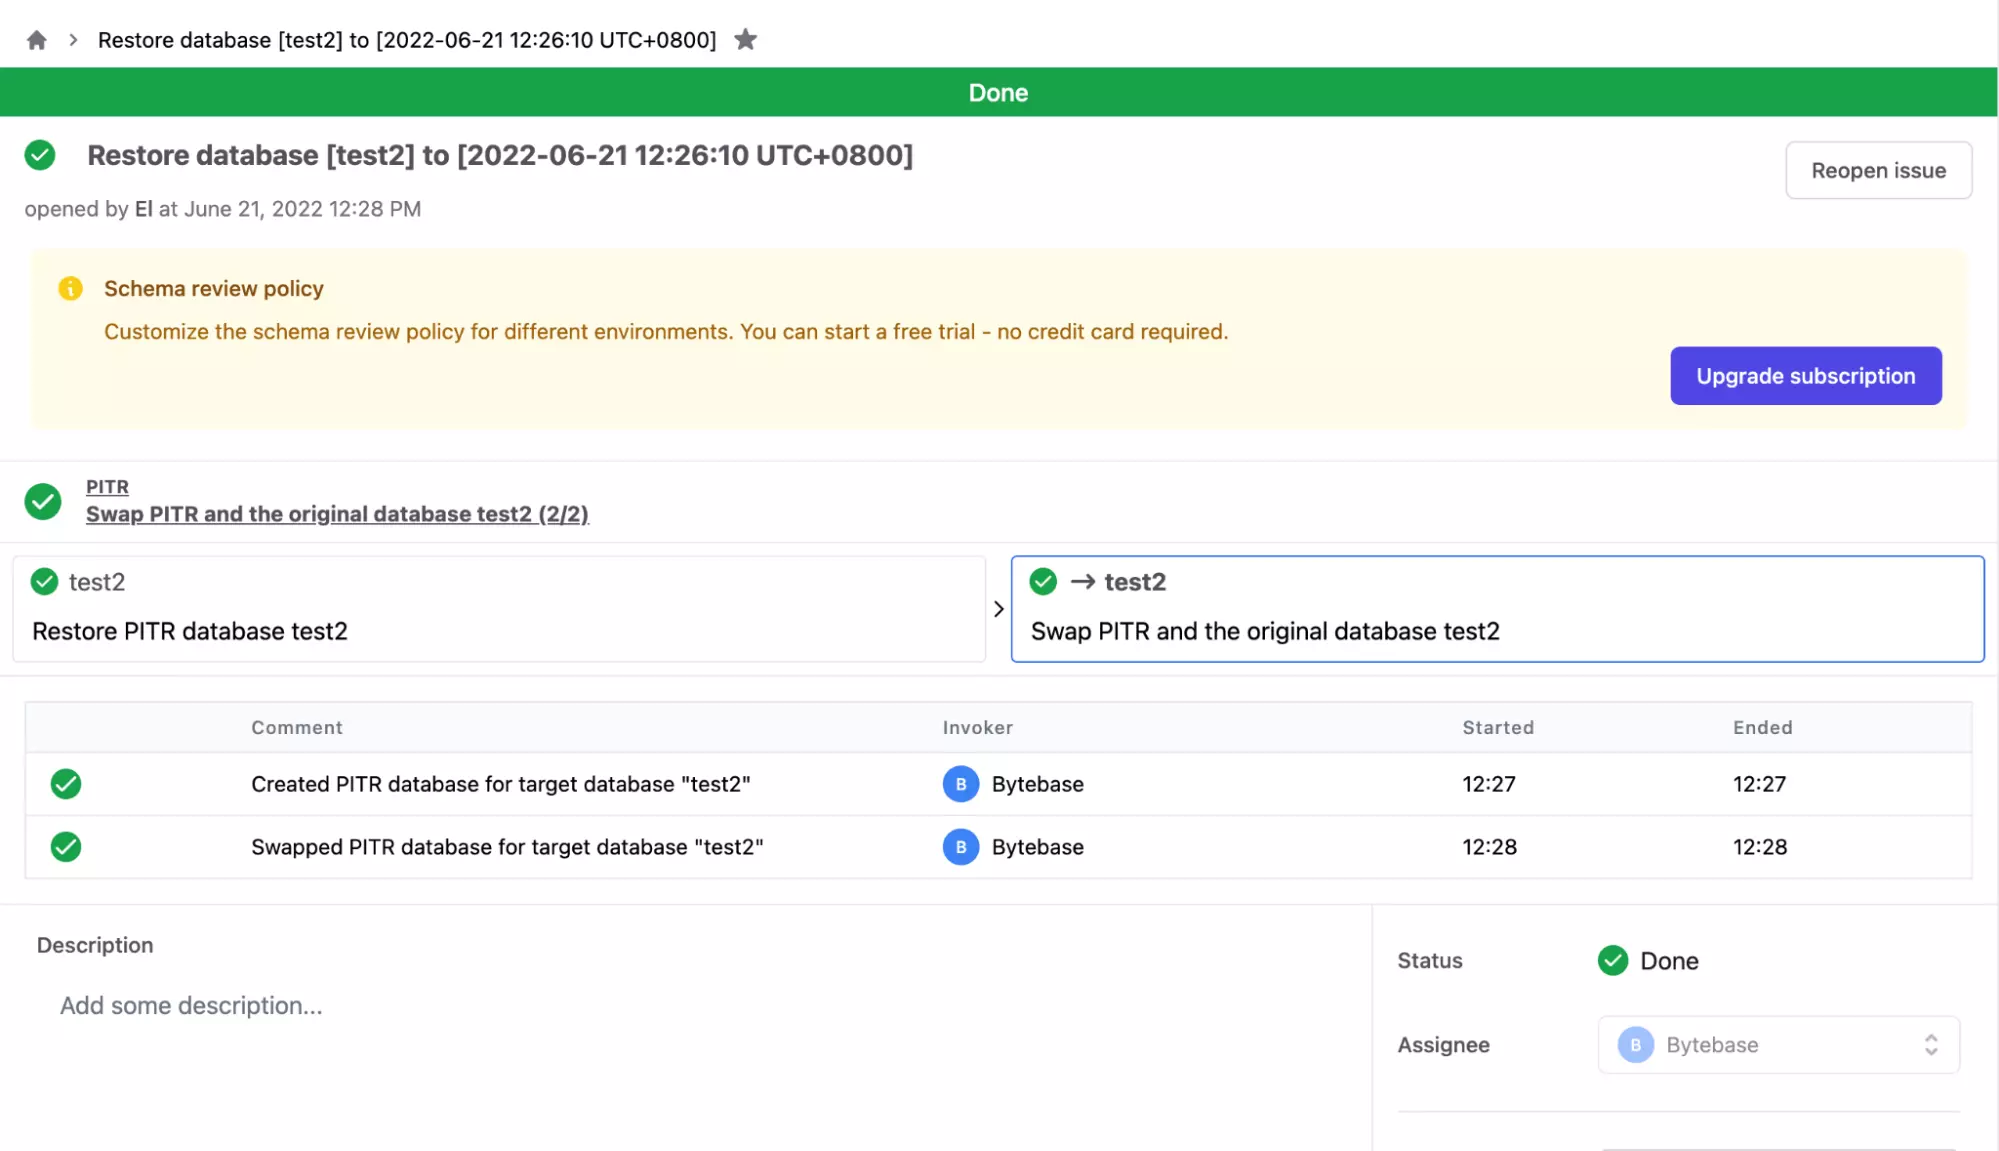 Restore database [test2] to [2022-06-21 12:26:10 UTC+0800]
Done
Restore database [test2] to [2022-06-21 12:26:10 UTC+0800]
Reopen issue
opened by El at June 21, 2022 12:28 PM
Schema review policy
Customize the schema review policy for different environments. You can start a free trial - no credit card required.
Upgrade subscription
PITR
Swap PITR and the original database test2 (2/2)
test2
Restore PITR database test2
→ test2
Swap PITR and the original database test2
Comment Invoker Started Ended
Created PITR database for target database "test2" B Bytebase 12:27 12:27
Swapped PITR database for target database "test2" B Bytebase 12:28 12:28
Description
Add some description...
Status Done
Assignee B Bytebase